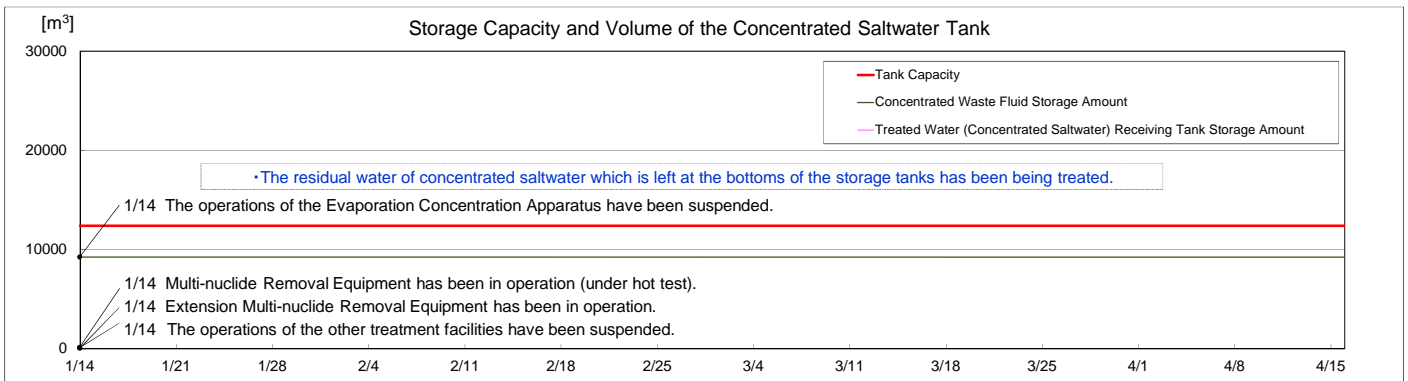 [m³]
Storage Capacity and Volume of the Concentrated Saltwater Tank
30000
Tank Capacity
Concentrated Waste Fluid Storage Amount
Treated Water (Concentrated Saltwater) Receiving Tank Storage Amount
20000
・The residual water of concentrated saltwater which is left at the bottoms of the storage tanks has been being treated.
1/14 The operations of the Evaporation Concentration Apparatus have been suspended.
10000
1/14 Multi-nuclide Removal Equipment has been in operation (under hot test).
1/14 Extension Multi-nuclide Removal Equipment has been in operation.
1/14 The operations of the other treatment facilities have been suspended.
0
1/14 1/21 1/28 2/4 2/11 2/18 2/25 3/4 3/11 3/18 3/25 4/1 4/8 4/15